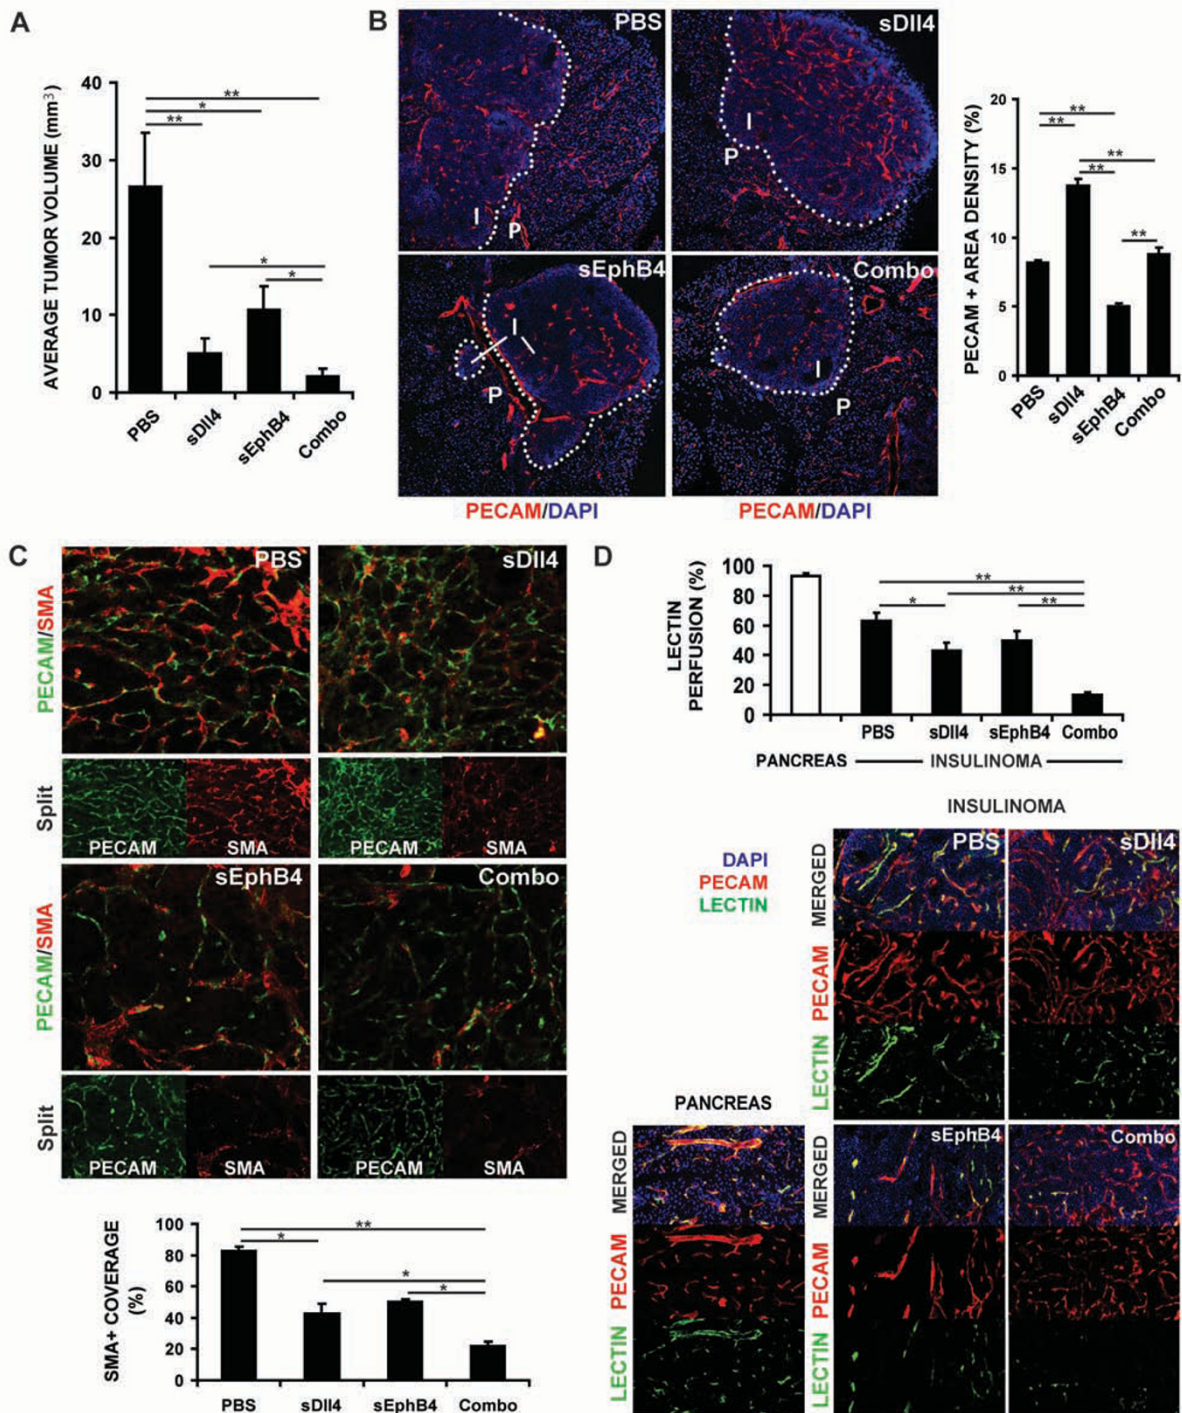 A
AVERAGE TUMOR VOLUME (mm³)
40
30
20
10
0
**
*
**
*
*
PBS
sDll4
sEphB4
Combo
B
PBS
I
P
sDll4
I
P
sEphB4
I
P
Combo
I
P
PECAM/DAPI
PECAM/DAPI
PECAM + AREA DENSITY (%)
20
15
10
5
0
**
**
**
**
**
PBS
sDll4
sEphB4
Combo
C
PECAM/SMA
PBS
sDll4
Split
PECAM
SMA
PECAM
SMA
PECAM/SMA
sEphB4
Combo
Split
PECAM
SMA
PECAM
SMA
SMA+ COVERAGE
(%)
100
80
60
40
20
0
**
*
*
*
PBS
sDll4
sEphB4
Combo
D
LECTIN
PERFUSION (%)
100
80
60
40
20
0
**
**
*
**
PBS
sDll4
sEphB4
Combo
PANCREAS
INSULINOMA
INSULINOMA
DAPI
PECAM
LECTIN
MERGED
PECAM
LECTIN
PBS
sDll4
PANCREAS
MERGED
PECAM
LECTIN
MERGED
PECAM
LECTIN
sEphB4
Combo